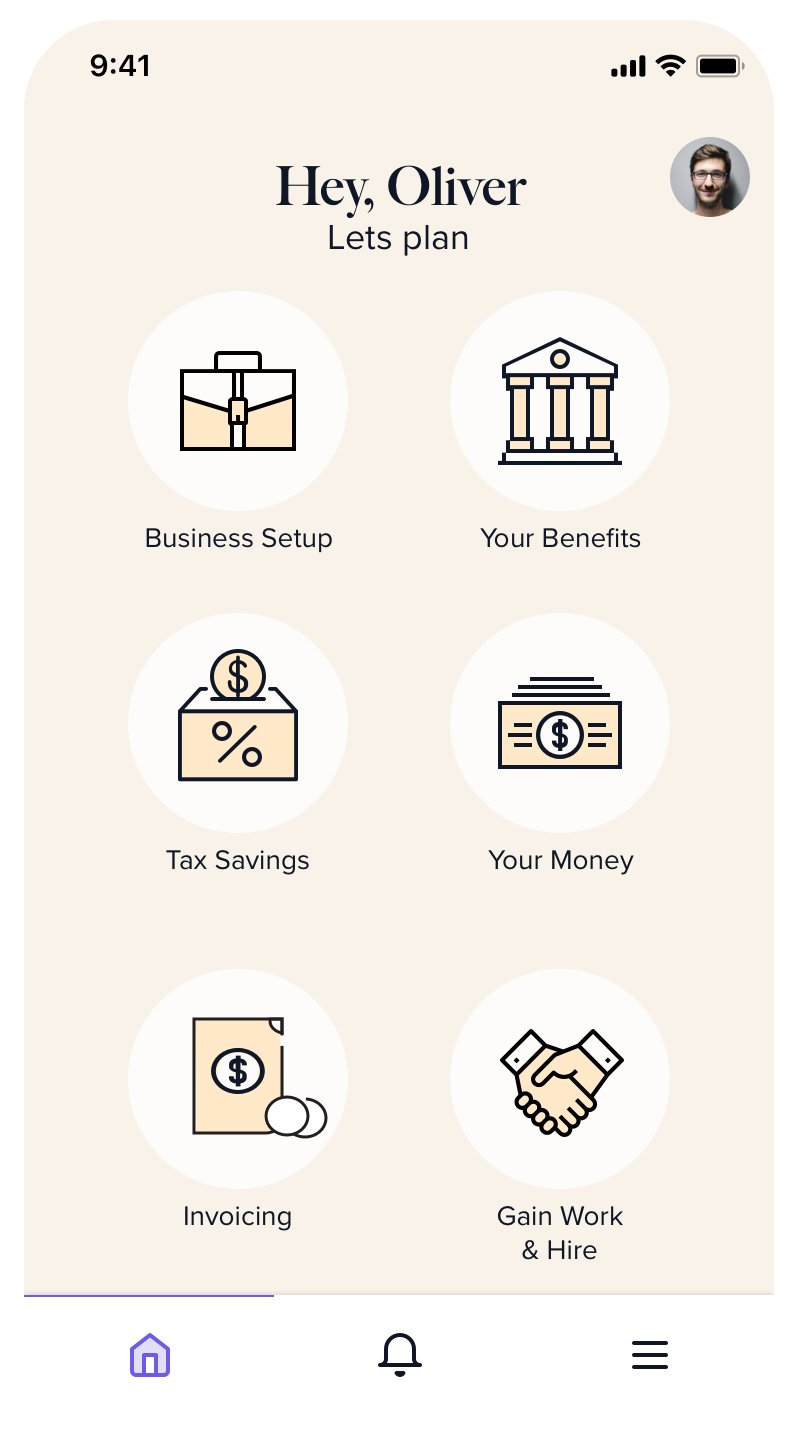 9:41
Hey, Oliver
Lets plan
Business Setup
Your Benefits
$
%
$
Tax Savings
Your Money
$
Invoicing
Gain Work
& Hire